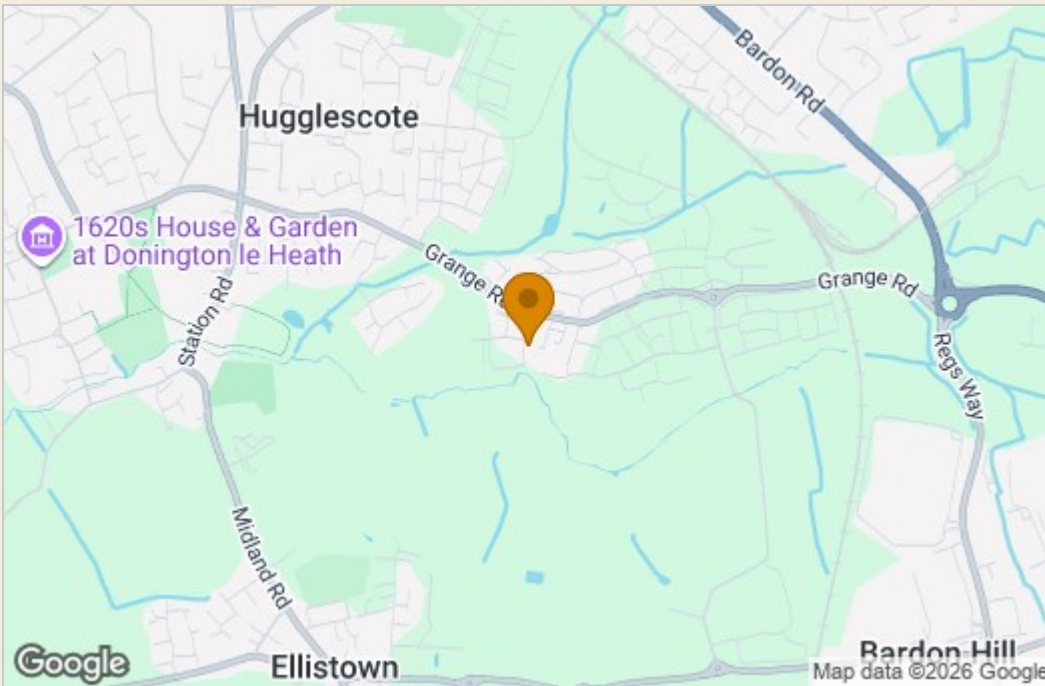 Bardon Rd
Hugglescote
1620s House & Garden
at Donington le Heath
Grange Rd
Grange Rd
Station Rd
Regs Way
Midland Rd
Ellistown
Bardon Hill
Google
Map data ©2026 Google